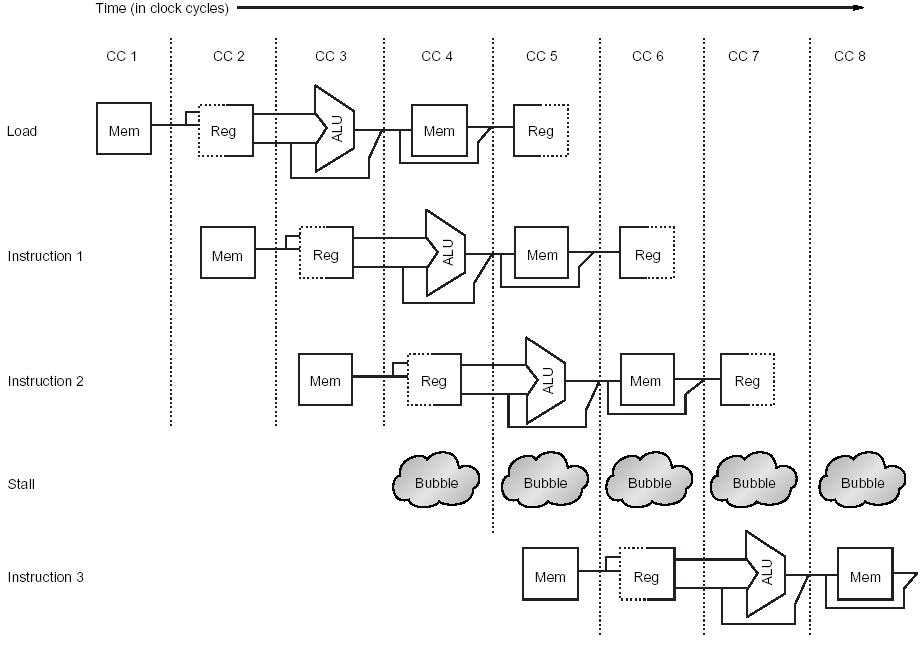 Time (in clock cycles)
CC 1 CC 2 CC 3 CC 4 CC 5 CC 6 CC 7 CC 8
Load Mem Reg ALU Mem Reg
Instruction 1 Mem Reg ALU Mem Reg
Instruction 2 Mem Reg ALU Mem Reg
Stall Bubble Bubble Bubble Bubble Bubble
Instruction 3 Mem Reg ALU Mem